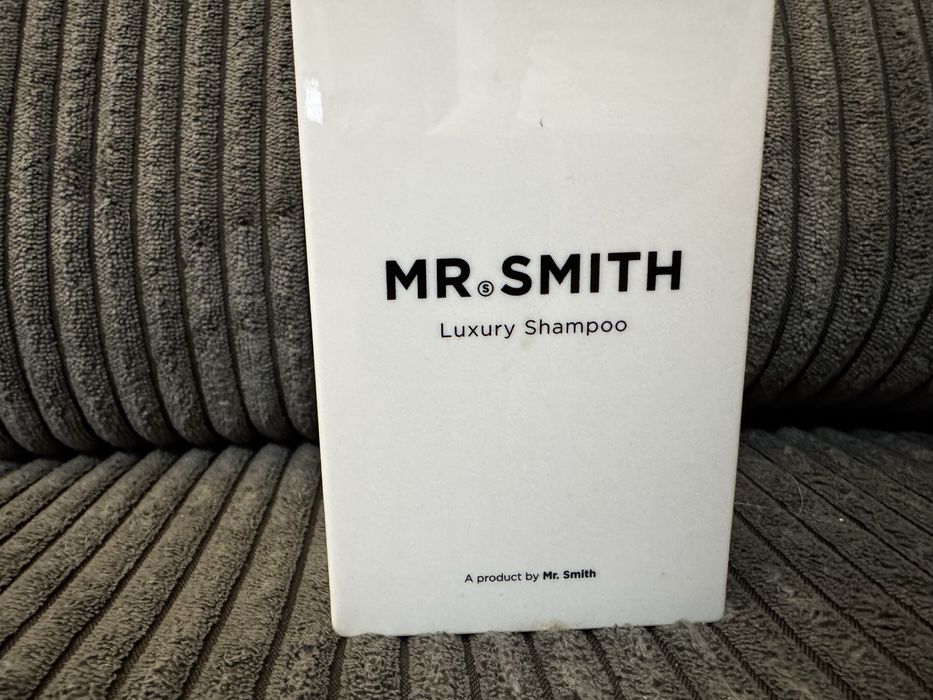 MR Ⓢ SMITH
Luxury Shampoo
A product by Mr. Smith